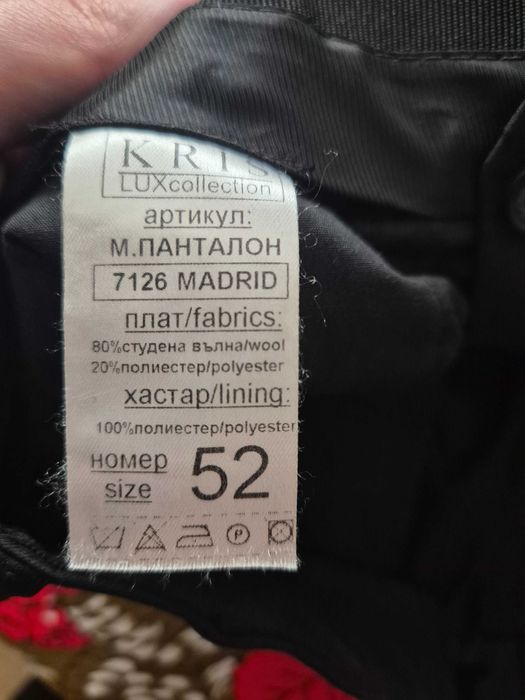 KRIS
LUXcollection
артикул:
М.ПАНТАЛОН
7126 MADRID
плат/fabrics:
80%студена вълна/wool
20%полиестер/polyester
хастар/lining:
100%полиестер/polyester
номер
size
52
P